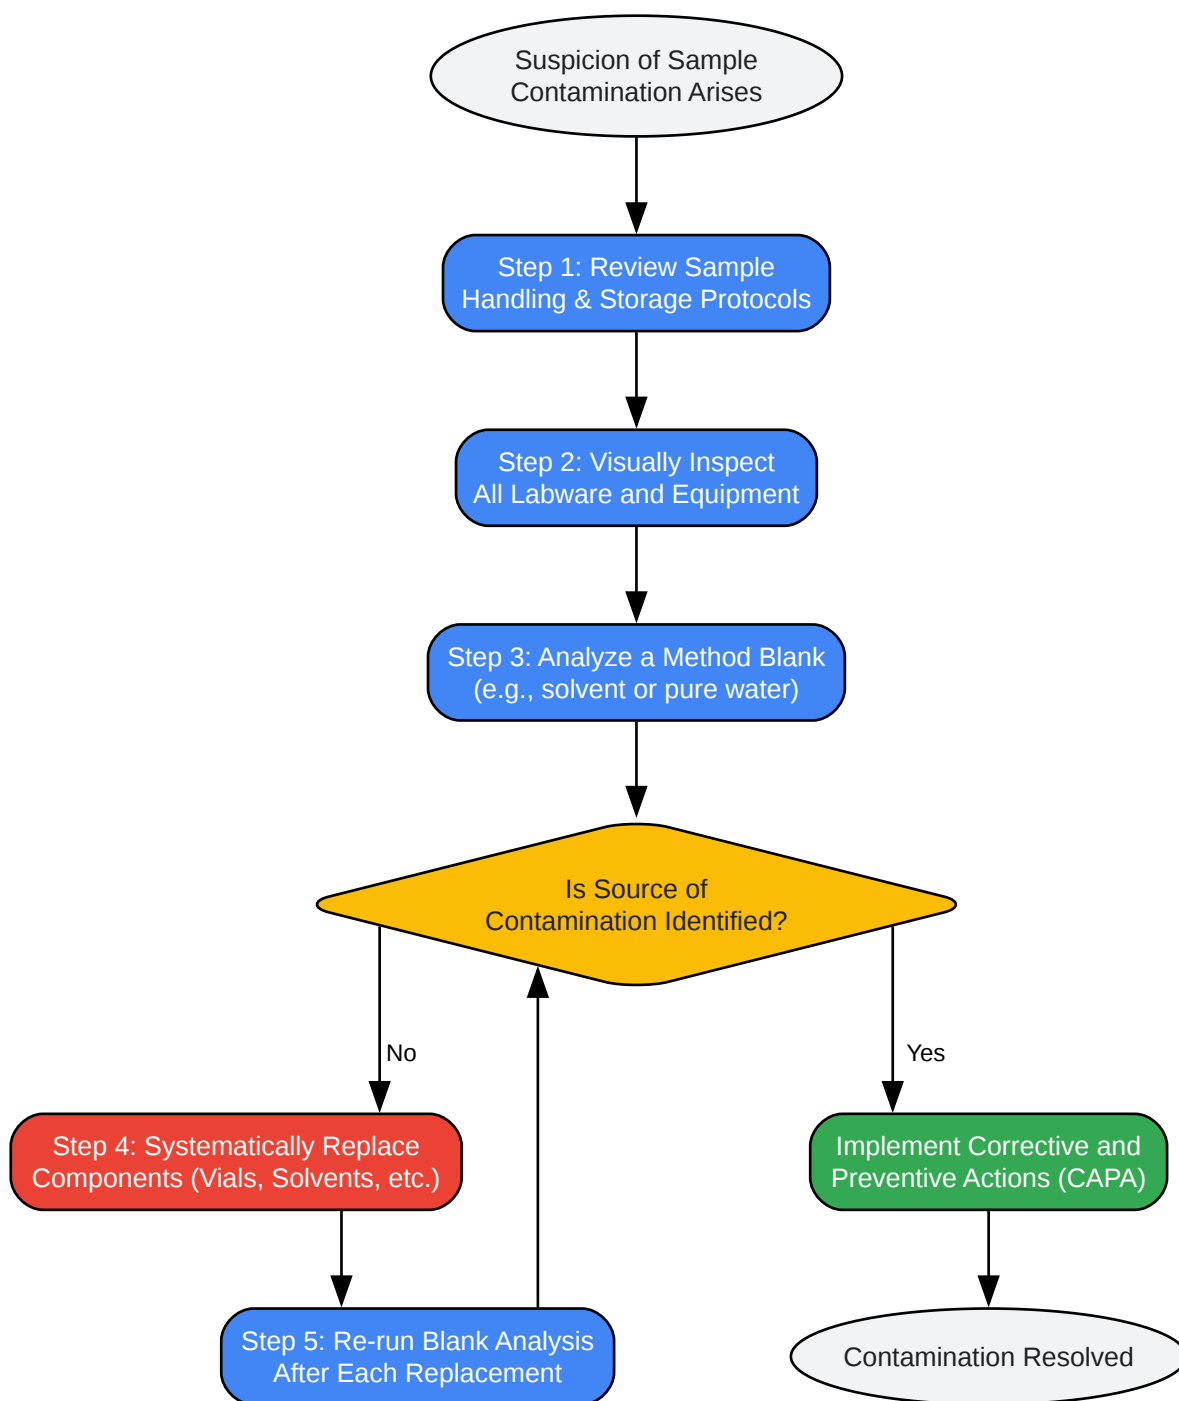 Suspicion of Sample
Contamination Arises
Step 1: Review Sample
Handling & Storage Protocols
Step 2: Visually Inspect
All Labware and Equipment
Step 3: Analyze a Method Blank
(e.g., solvent or pure water)
Is Source of
Contamination Identified?
No
Yes
Step 4: Systematically Replace
Components (Vials, Solvents, etc.)
Implement Corrective and
Preventive Actions (CAPA)
Step 5: Re-run Blank Analysis
After Each Replacement
Contamination Resolved